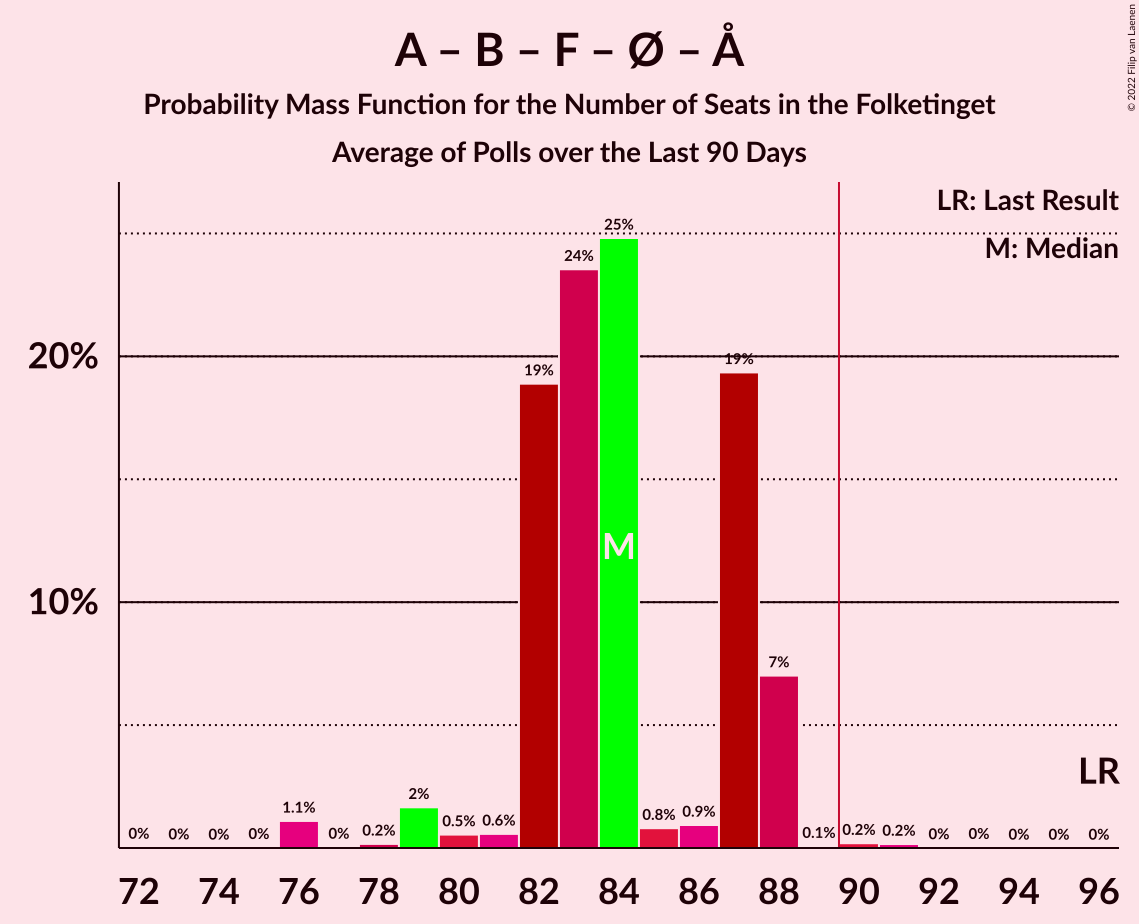 A – B – F – Ø – Å
Probability Mass Function for the Number of Seats in the Folketinget
Average of Polls over the Last 90 Days
© 2022 Filip van Laenen
LR: Last Result
M: Median
25%
24%
20%
19%
19%
M
10%
7%
LR
0% 0% 0% 0% 1.1% 0% 0.2% 2% 0.5% 0.6% 0.8% 0.9% 0.1% 0.2% 0.2% 0% 0% 0% 0% 0%
72 74 76 78 80 82 84 86 88 90 92 94 96